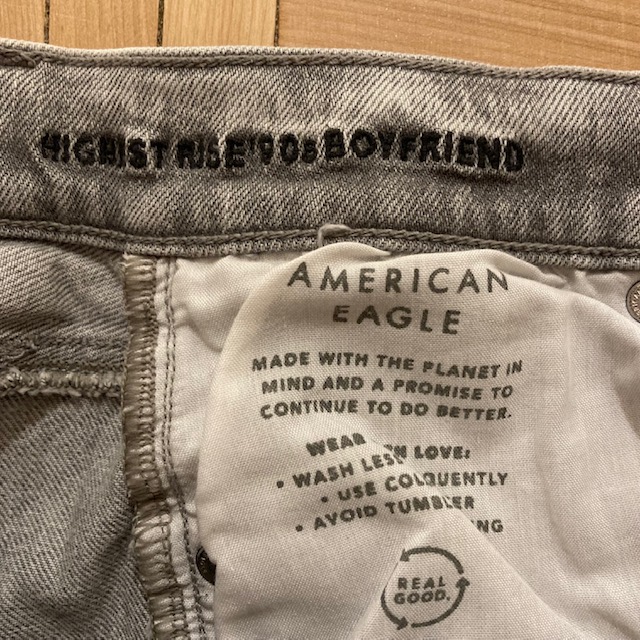 HIGHEST RISE '90s BOYFRIEND
AMERICAN
EAGLE
MADE WITH THE PLANET IN
MIND AND A PROMISE TO
CONTINUE TO DO BETTER.
LOVE:
• WASH LESS
• USE
• AVOID
REAL
GOOD.